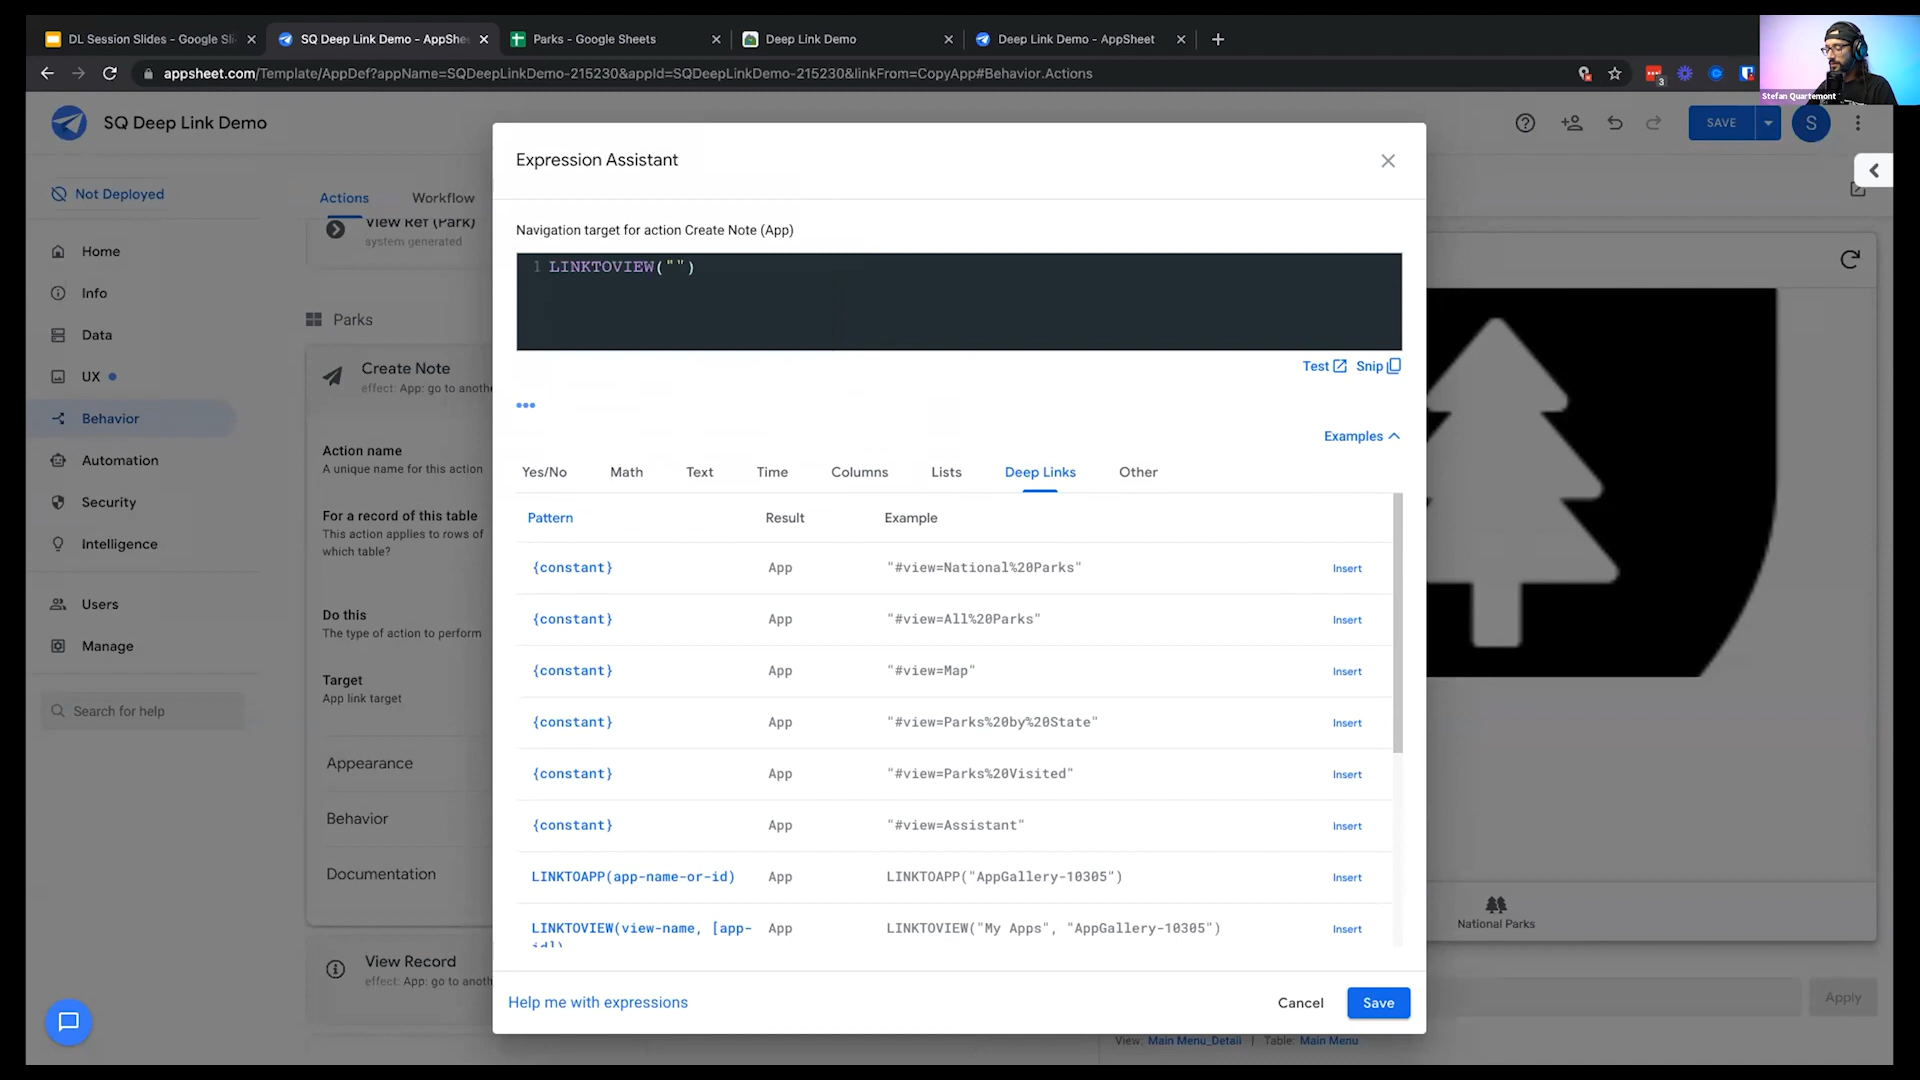 DL Session Slides - Google Sli
SQ Deep Link Demo - AppShe
Parks - Google Sheets
Deep Link Demo
Deep Link Demo - AppSheet
appsheet.com/Template/AppDef?appName=SQDeepLinkDemo-215230&appId=SQDeepLinkDemo-215230&linkFrom=CopyApp#Behavior.Actions
3
Stefan Quartemont
SQ Deep Link Demo
SAVE
S
Not Deployed
Home
Info
Data
UX
Behavior
Automation
Security
Intelligence
Users
Manage
Search for help
Actions
Workflow
View Ref (Park)
system generated
Parks
Create Note
effect: App: go to anoth
Action name
A unique name for this action
For a record of this table
This action applies to rows of
which table?
Do this
The type of action to perform
Target
App link target
Appearance
Behavior
Documentation
View Record
effect: App: go to anoth
Expression Assistant
Navigation target for action Create Note (App)
1 LINKTOVIEW("")
Test
Snip
Examples
Yes/No
Math
Text
Time
Columns
Lists
Deep Links
Other
Pattern Result Example
{constant} App "#view=National%20Parks" Insert
{constant} App "#view=All%20Parks" Insert
{constant} App "#view=Map" Insert
{constant} App "#view=Parks%20by%20State" Insert
{constant} App "#view=Parks%20Visited" Insert
{constant} App "#view=Assistant" Insert
LINKTOAPP(app-name-or-id) App LINKTOAPP("AppGallery-10305") Insert
LINKTOVIEW(view-name, [app- App LINKTOVIEW("My Apps", "AppGallery-10305") Insert
id])
Help me with expressions
Cancel
Save
National Parks
Apply
View: Main Menu_Detail | Table: Main Menu